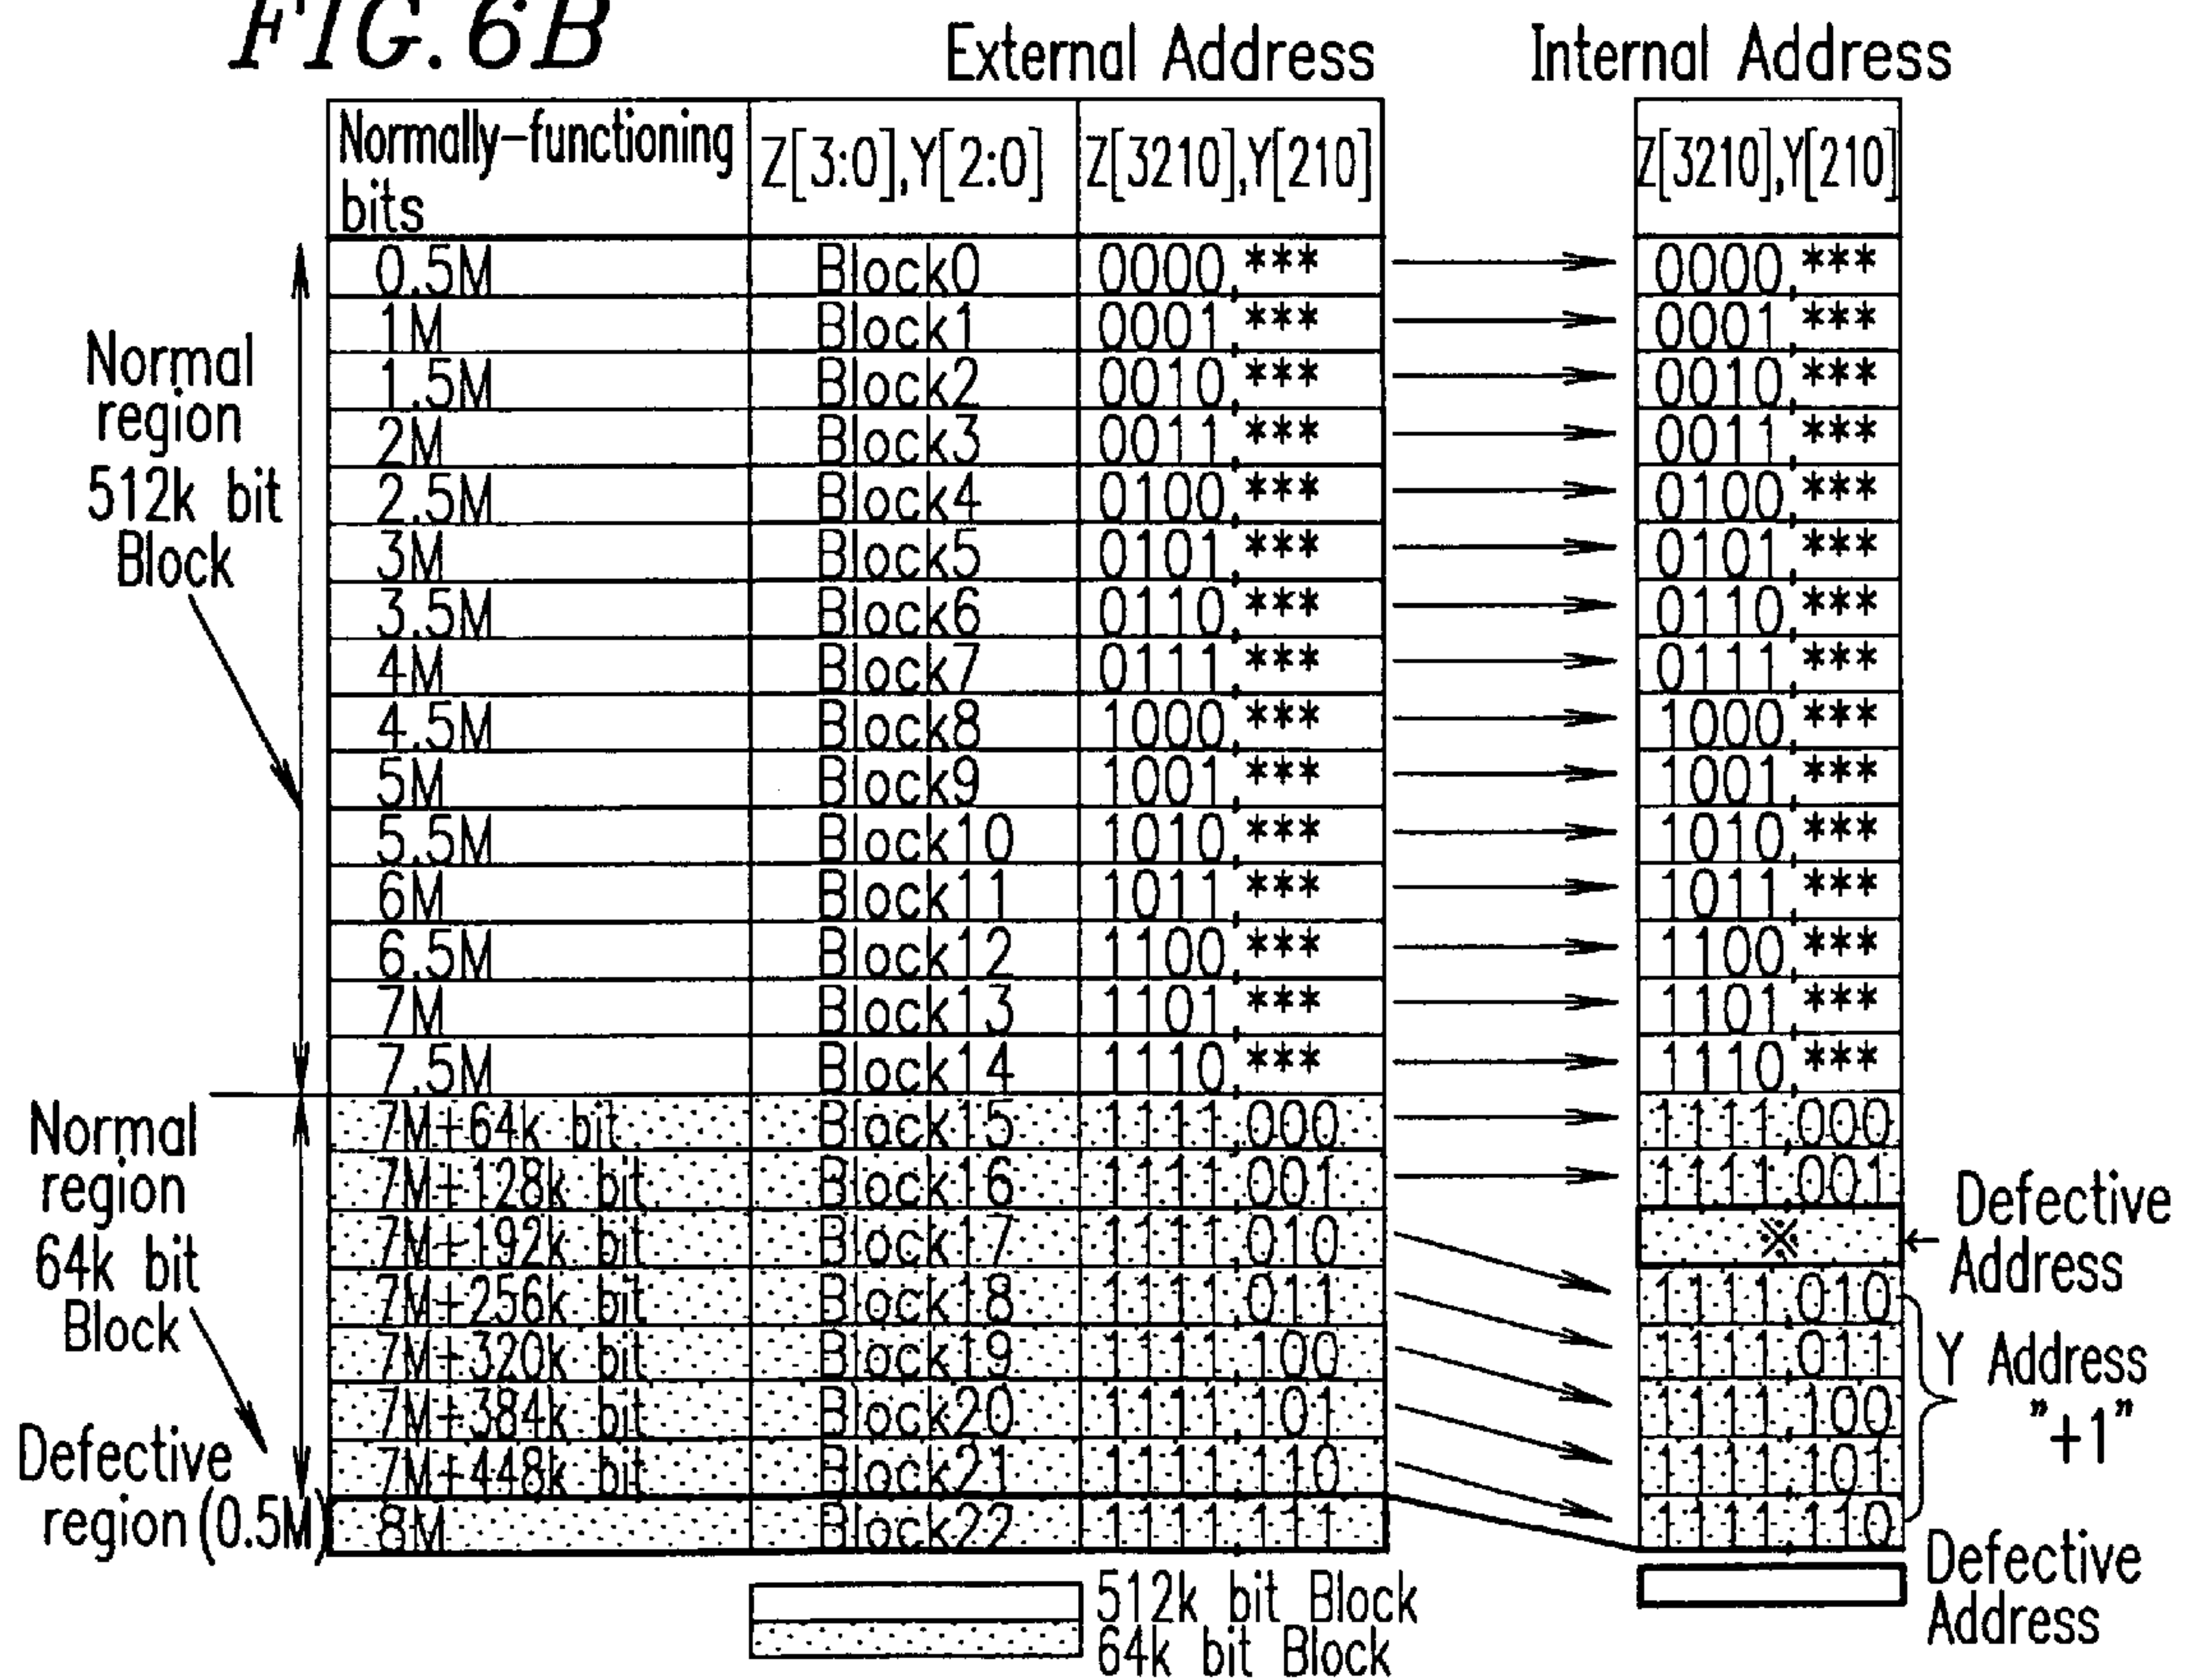 FIG. 6B
External Address
Internal Address
Normally-functioning bits Z[3:0],Y[2:0] Z[3210],Y[210] Z[3210],Y[210]
0.5M Block0 0000,*** 0000,***
1M Block1 0001,*** 0001,***
1.5M Block2 0010,*** 0010,***
2M Block3 0011,*** 0011,***
2.5M Block4 0100,*** 0100,***
3M Block5 0101,*** 0101,***
3.5M Block6 0110,*** 0110,***
4M Block7 0111,*** 0111,***
4.5M Block8 1000,*** 1000,***
5M Block9 1001,*** 1001,***
5.5M Block10 1010,*** 1010,***
6M Block11 1011,*** 1011,***
6.5M Block12 1100,*** 1100,***
7M Block13 1101,*** 1101,***
7.5M Block14 1110,*** 1110,***
7M+64k bit Block15 1111,000 1111,000
7M+128k bit Block16 1111,001 1111,001
7M+192k bit Block17 1111,010 ※
7M+256k bit Block18 1111,011 1111,010
7M+320k bit Block19 1111,100 1111,011
7M+384k bit Block20 1111,101 1111,100
7M+448k bit Block21 1111,110 1111,101
8M Block22 1111,111 1111,110
Normal
region
512k bit
Block
Normal
region
64k bit
Block
Defective
region(0.5M)
Defective
Address
Y Address
"+1"
Defective
Address
512k bit Block
64k bit Block